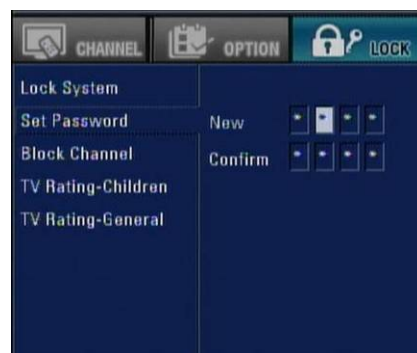 CHANNEL OPTION LOCK
Lock System
Set Password
New * * * *
Block Channel
Confirm * * * *
TV Rating-Children
TV Rating-General